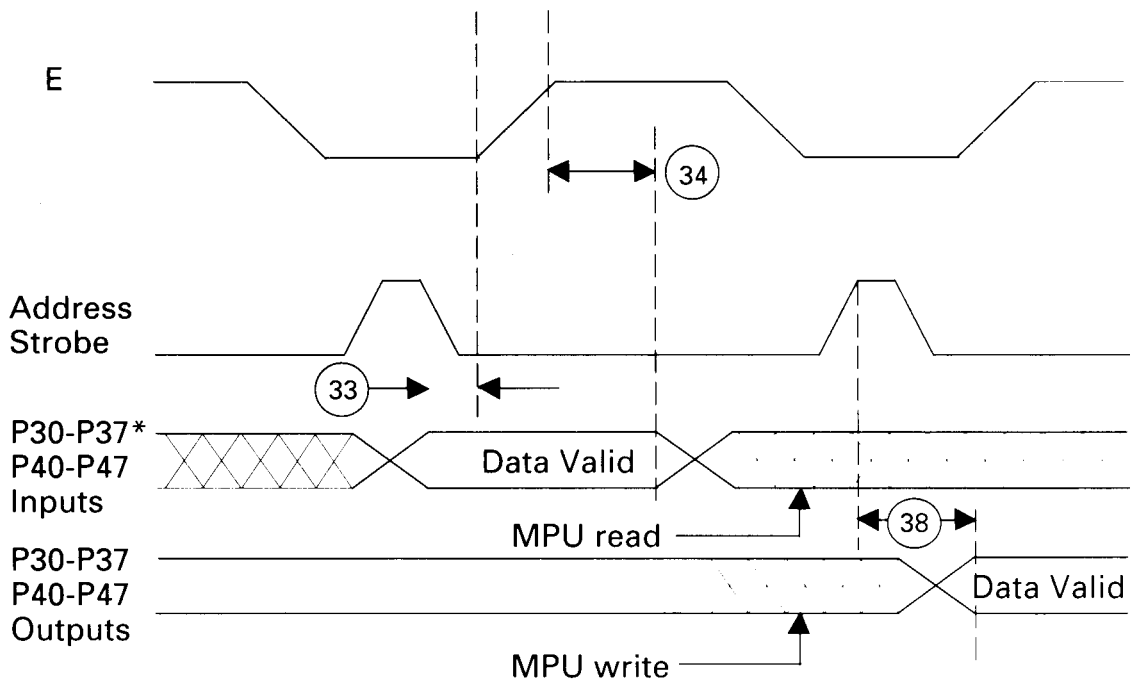 E
34
Address
Strobe
33
P30-P37*
P40-P47
Inputs
Data Valid
MPU read
38
P30-P37
P40-P47
Outputs
Data Valid
MPU write